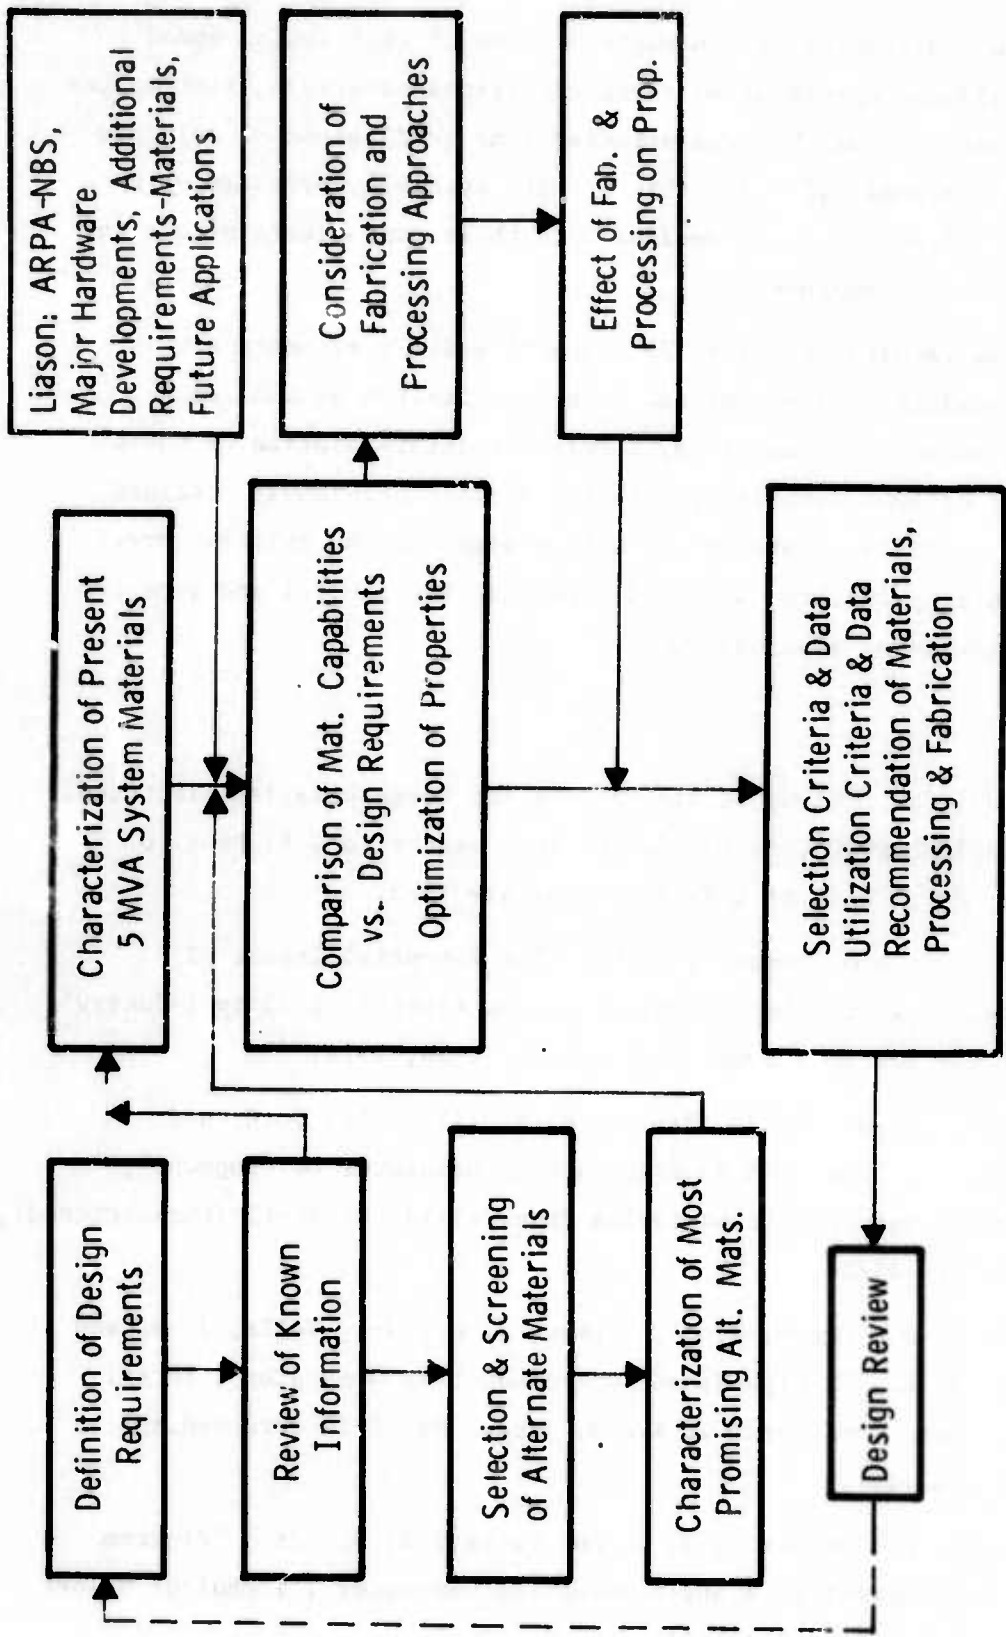 Definition of Design
Requirements
Review of Known
Information
Selection & Screening
of Alternate Materials
Characterization of Most
Promising Alt. Mats.
Design Review
Characterization of Present
5 MVA System Materials
Comparison of Mat. Capabilities
vs. Design Requirements
Optimization of Properties
Selection Criteria & Data
Utilization Criteria & Data
Recommendation of Materials,
Processing & Fabrication
Liason: ARPA-NBS,
Major Hardware
Developments, Additional
Requirements-Materials,
Future Applications
Consideration of
Fabrication and
Processing Approaches
Effect of Fab. &
Processing on Prop.